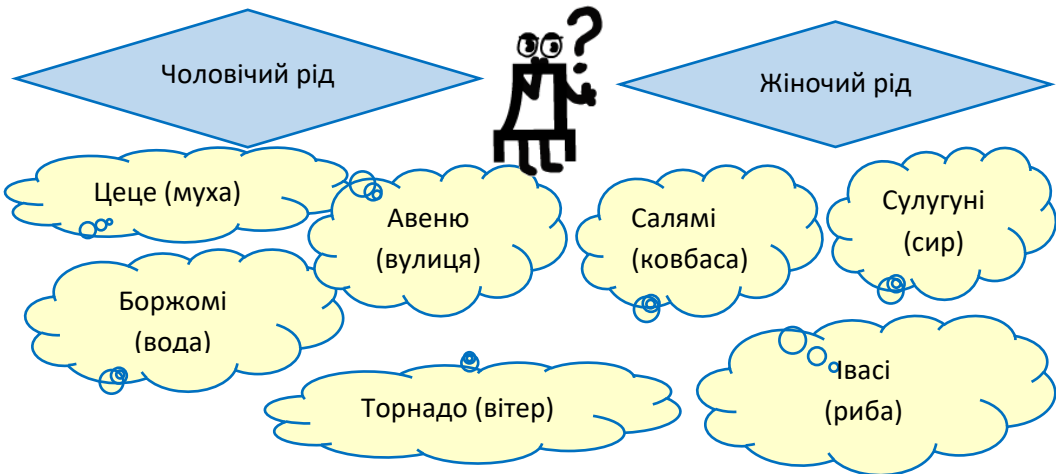 Чоловічий рід
Жіночий рід
?
Цеце (муха)
Авеню
(вулиця)
Салямі
(ковбаса)
Сулугуні
(сир)
Боржомі
(вода)
Торнадо (вітер)
Івасі
(риба)